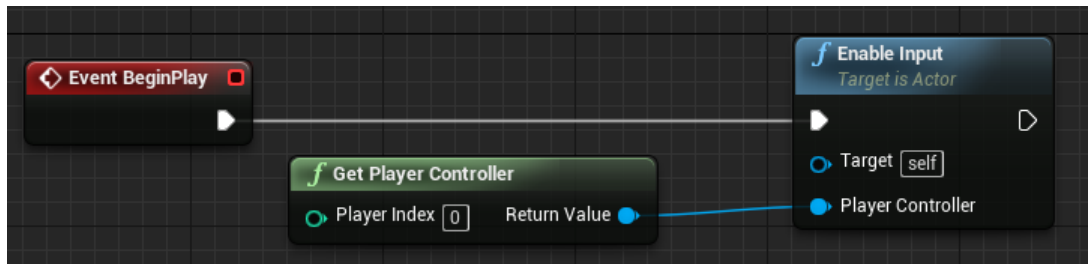 Event BeginPlay
Enable Input
Target is Actor
Get Player Controller
Target self
Player Index 0 Return Value
Player Controller